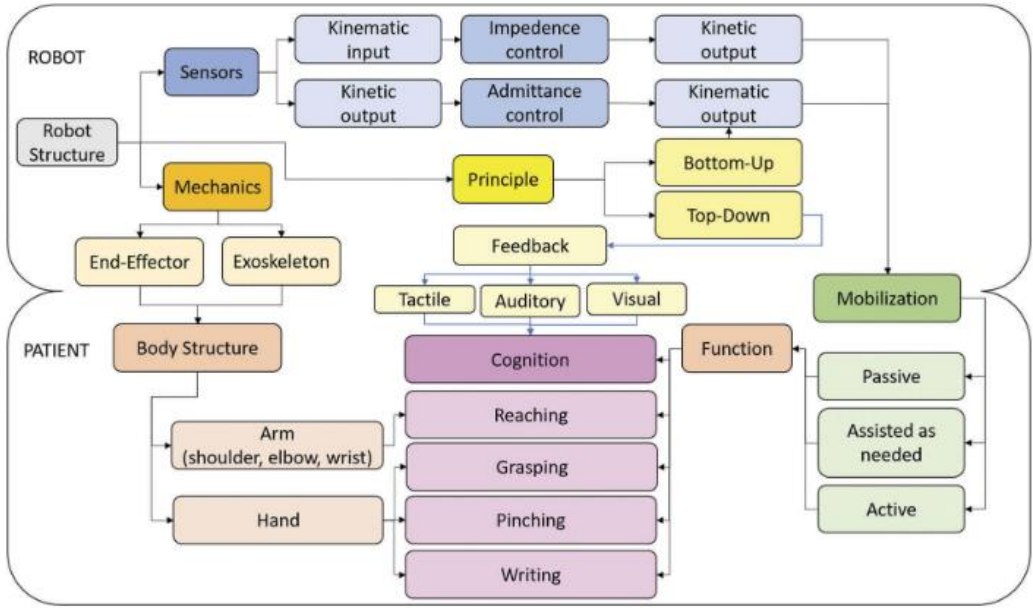 ROBOT
Kinematic
input
Impedence
control
Kinetic
output
Sensors
Kinetic
output
Admittance
control
Kinematic
output
Robot
Structure
Bottom-Up
Mechanics
Principle
Top-Down
Feedback
End-Effector
Exoskeleton
Tactile
Auditory
Visual
Mobilization
PATIENT
Body Structure
Cognition
Function
Passive
Reaching
Arm
(shoulder, elbow, wrist)
Assisted as
needed
Grasping
Hand
Pinching
Active
Writing